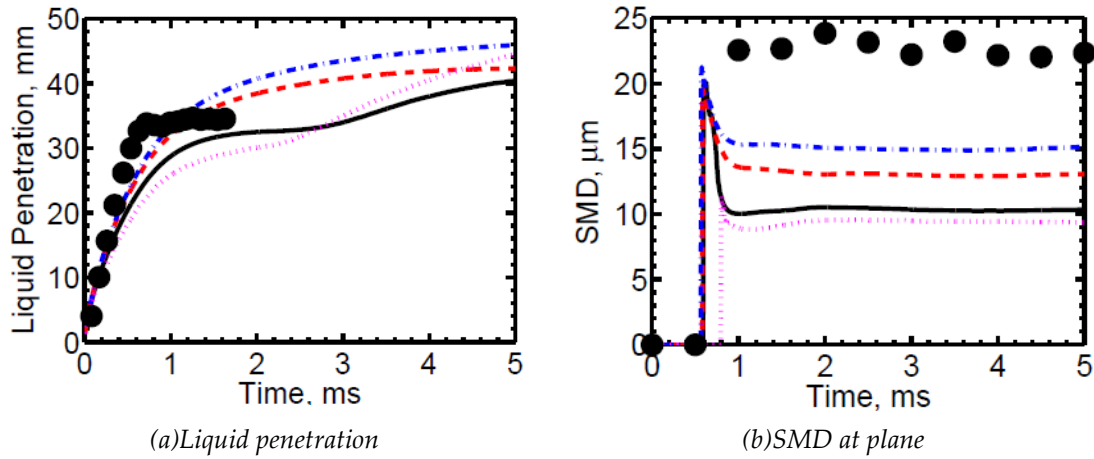 50
40
30
20
10
0
Liquid Penetration, mm
0 1 2 3 4 5
Time, ms
(a)Liquid penetration
25
20
15
10
5
0
SMD, μm
0 1 2 3 4 5
Time, ms
(b)SMD at plane